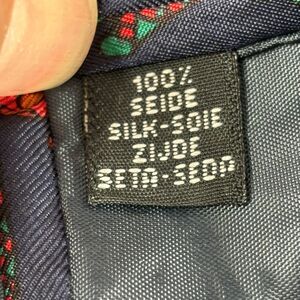 100%
SEIDE
SILK-SOIE
ZIJDE
SETA-SEDA